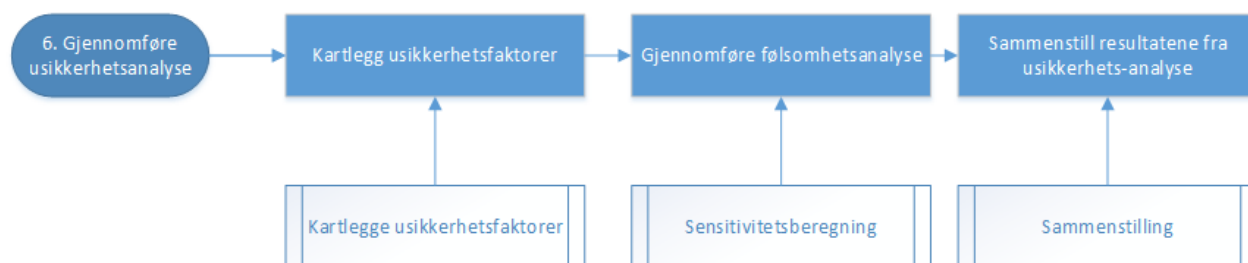 6. Gjennomføre
usikkerhetsanalyse
Kartlegg usikkerhetsfaktorer
Gjennomføre følsomhetsanalyse
Sammenstill resultatene fra
usikkerhets-analyse
Kartlegge usikkerhetsfaktorer
Sensitivitetsberegning
Sammenstilling